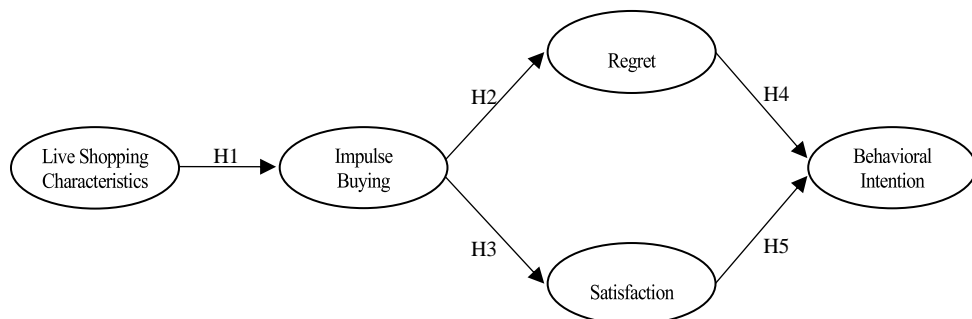 Regret
H2
H4
Live Shopping
Characteristics
H1
Impulse
Buying
Behavioral
Intention
H3
H5
Satisfaction